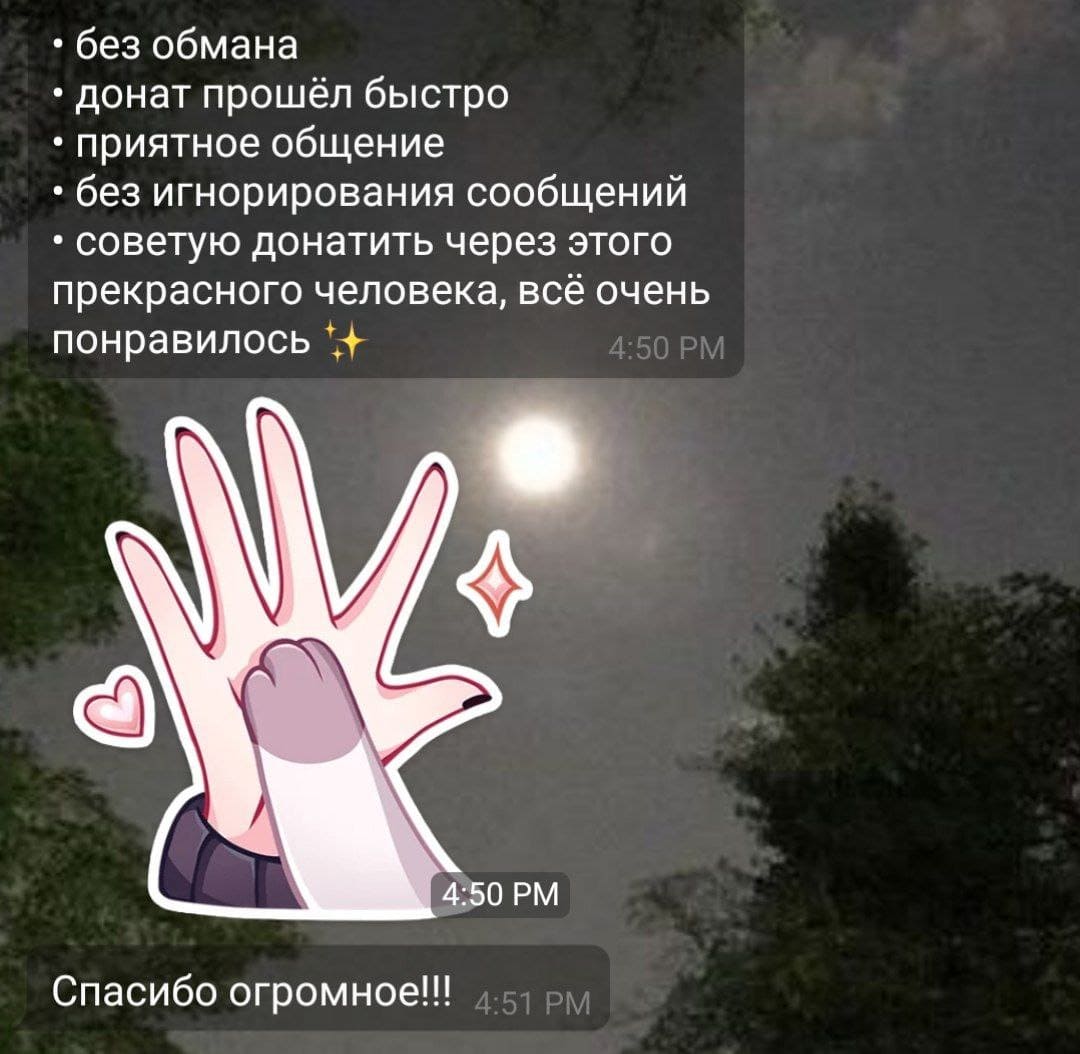 • без обмана
• донат прошёл быстро
• приятное общение
• без игнорирования сообщений
• советую донатить через этого
прекрасного человека, всё очень
понравилось ✨ 4:50 PM
4:50 PM
Спасибо огромное!!! 4:51 PM